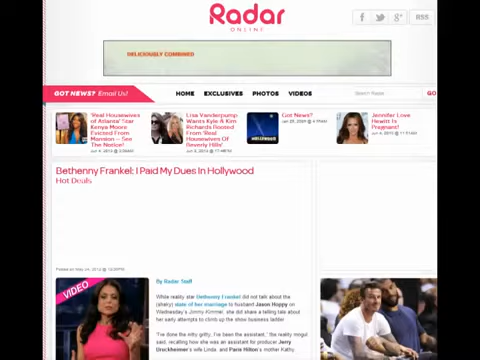 Radar
ONLINE
RSS
DELICIOUSLY COMBINED
GOT NEWS? Email Us!
HOME EXCLUSIVES PHOTOS VIDEOS
Search Radar
GO
'Real Housewives
of Atlanta' Star
Kenya Moore
Evicted From
Mansion — See
The Notice!
Lisa Vanderpump
Wants Kyle & Kim
Richards Booted
From 'Real
Housewives Of
Beverly Hills'
Got News?
Jennifer Love
Hewitt Is
Pregnant!
Bethenny Frankel: I Paid My Dues In Hollywood
Hot Deals
VIDEO
By Radar Staff
While reality star Bethenny Frankel did not talk about the
(sherry) state of her marriage to husband Jason Hoppy on
Wednesday's Jimmy Kimmel, she did share a telling tale about
her early attempts to climb up the show business ladder
"I've done the nitty gritty, I've been the assistant," the reality mogul
said, recalling how she was an assistant for producer Jerry
Bruckheimer's wife Linda, and Paris Hilton's mother Kathy.